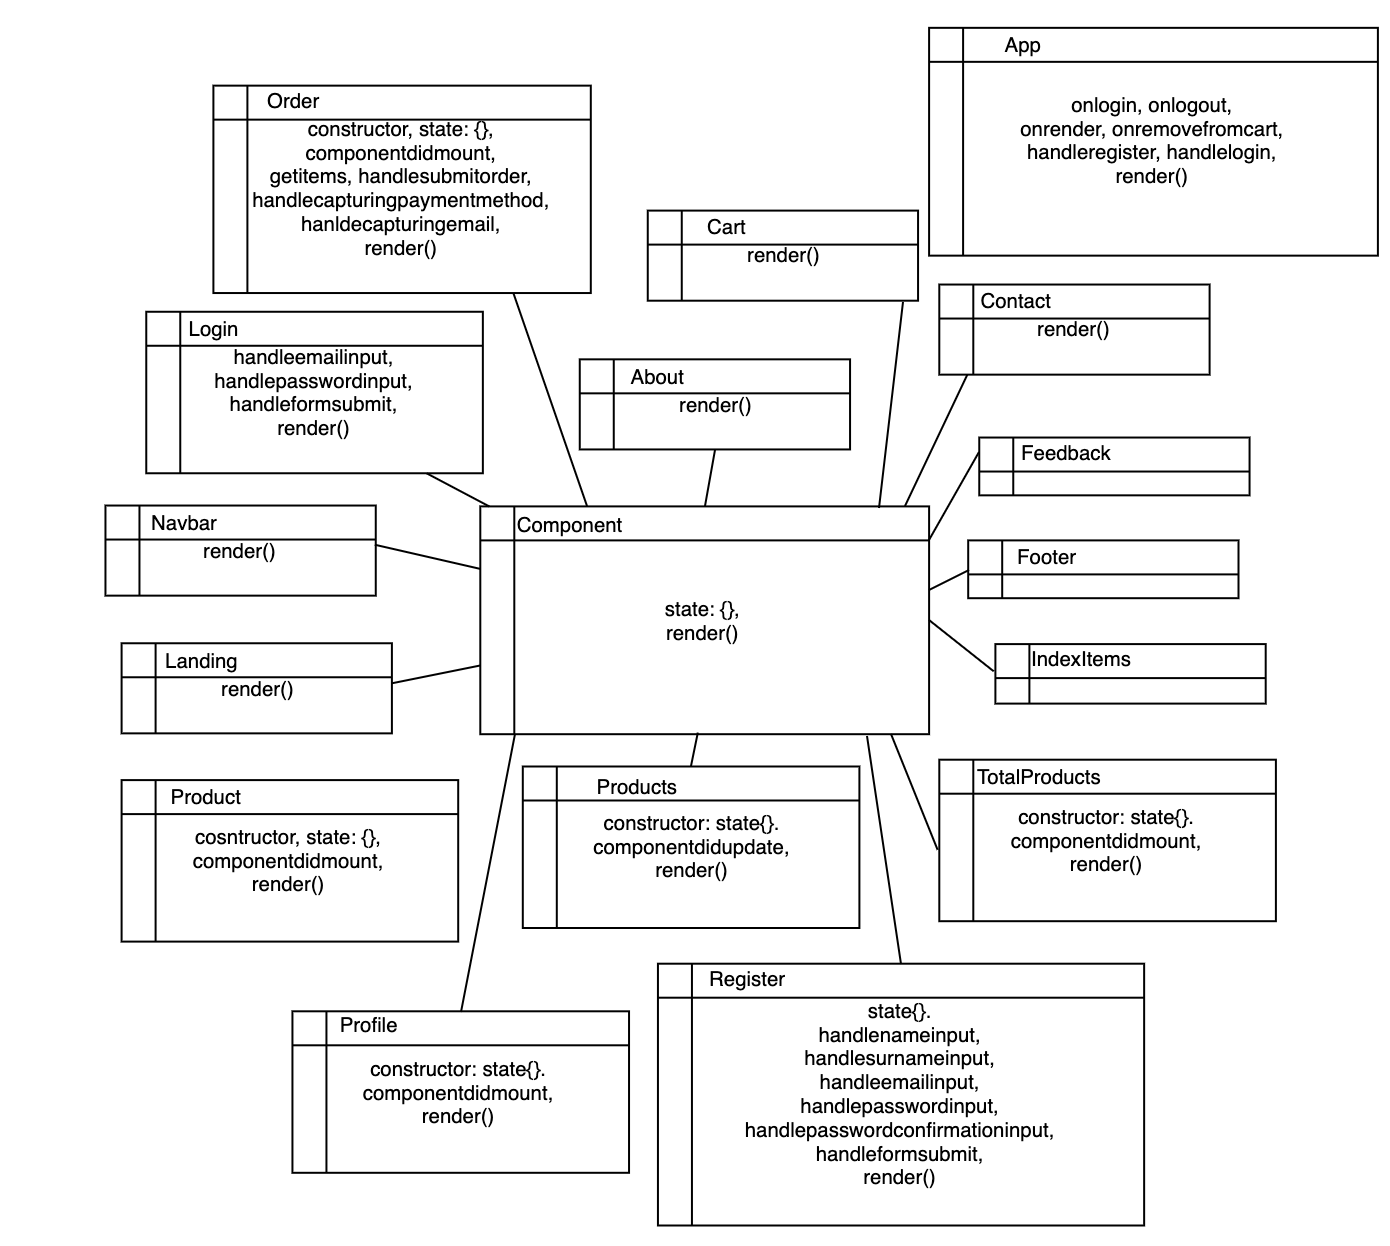 App
onlogin, onlogout,
onrender, onremovefromcart,
handleregister, handlelogin,
render()
Order
constructor, state: {},
componentdidmount,
getitems, handlesubmitorder,
handlecapturingpaymentmethod,
hanldecapturingemail,
render()
Cart
render()
Contact
render()
Login
handleemailinput,
handlepasswordinput,
handleformsubmit,
render()
About
render()
Feedback
Navbar
render()
Component
state: {},
render()
Footer
Landing
render()
IndexItems
Product
cosntructor, state: {},
componentdidmount,
render()
Products
constructor: state{}.
componentdidupdate,
render()
TotalProducts
constructor: state{}.
componentdidmount,
render()
Profile
constructor: state{}.
componentdidmount,
render()
Register
state{}.
handlenameinput,
handlesurnameinput,
handleemailinput,
handlepasswordinput,
handlepasswordconfirmationinput,
handleformsubmit,
render()